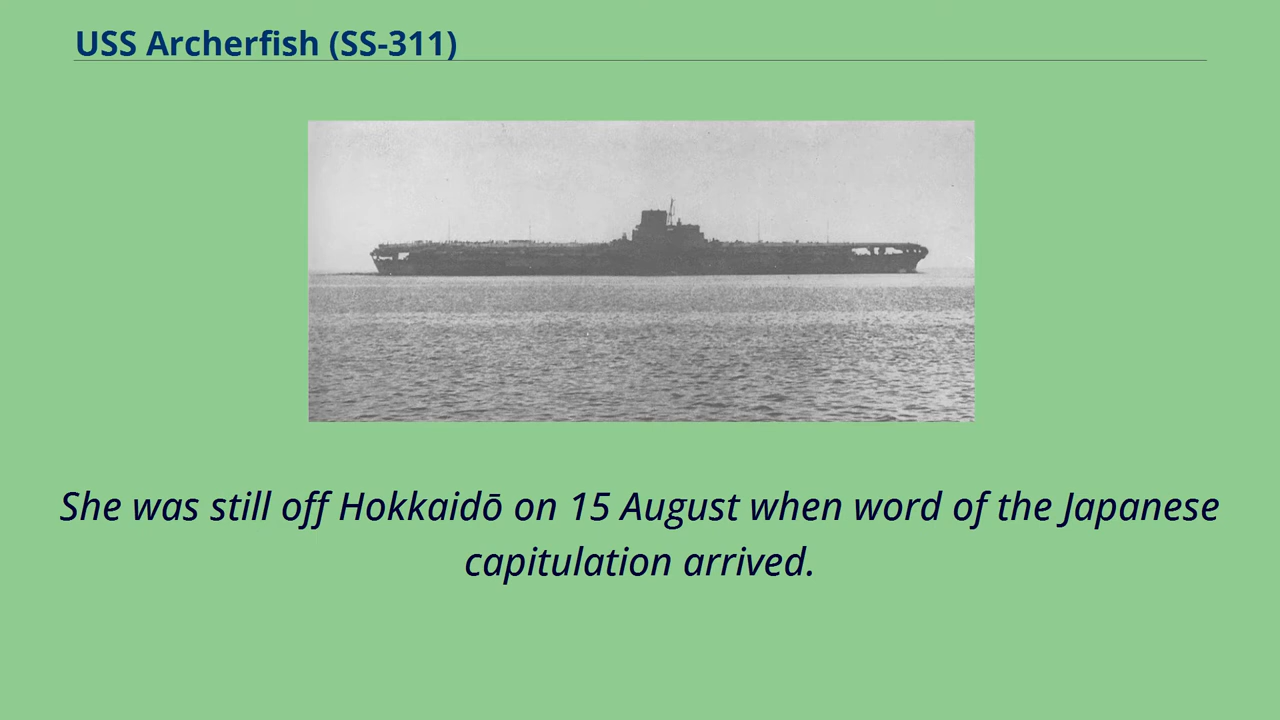 USS Archerfish (SS-311)
She was still off Hokkaidō on 15 August when word of the Japanese
capitulation arrived.